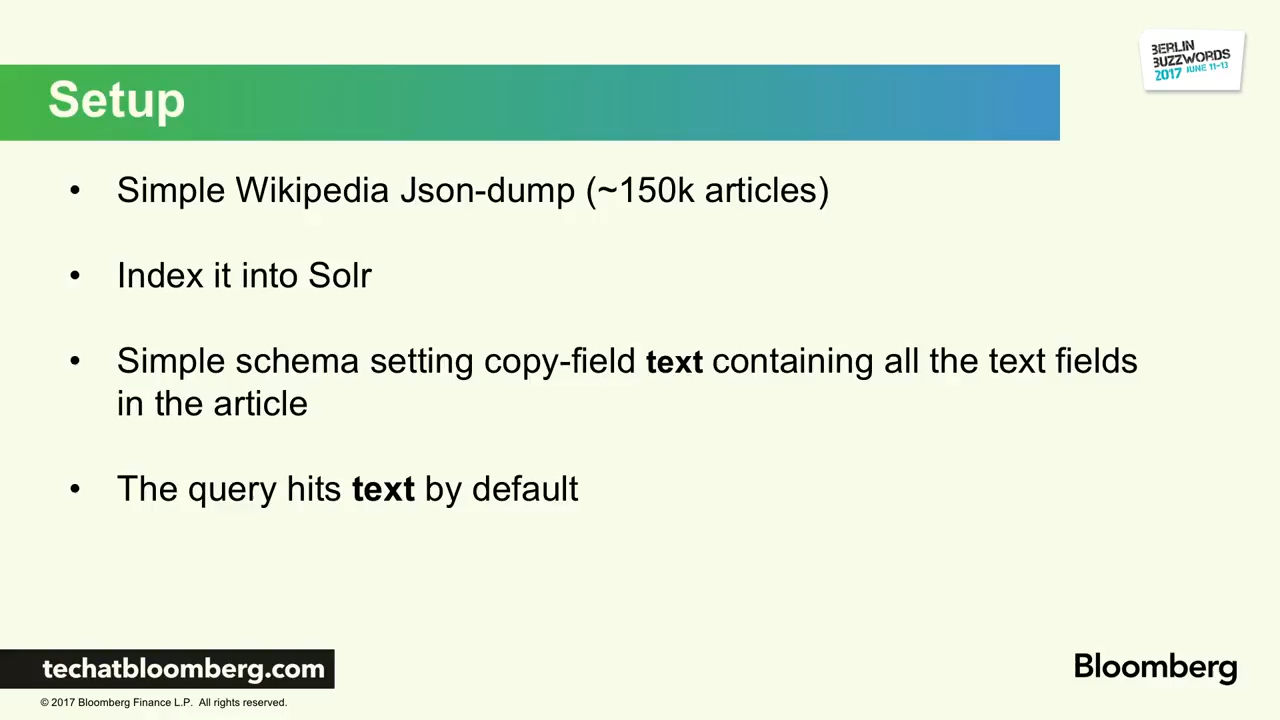 BERLIN
BUZZWORDS
2017 JUNE 11-13
Setup
• Simple Wikipedia Json-dump (~150k articles)
• Index it into Solr
• Simple schema setting copy-field text containing all the text fields
in the article
• The query hits text by default
techatbloomberg.com
Bloomberg
© 2017 Bloomberg Finance L.P. All rights reserved.